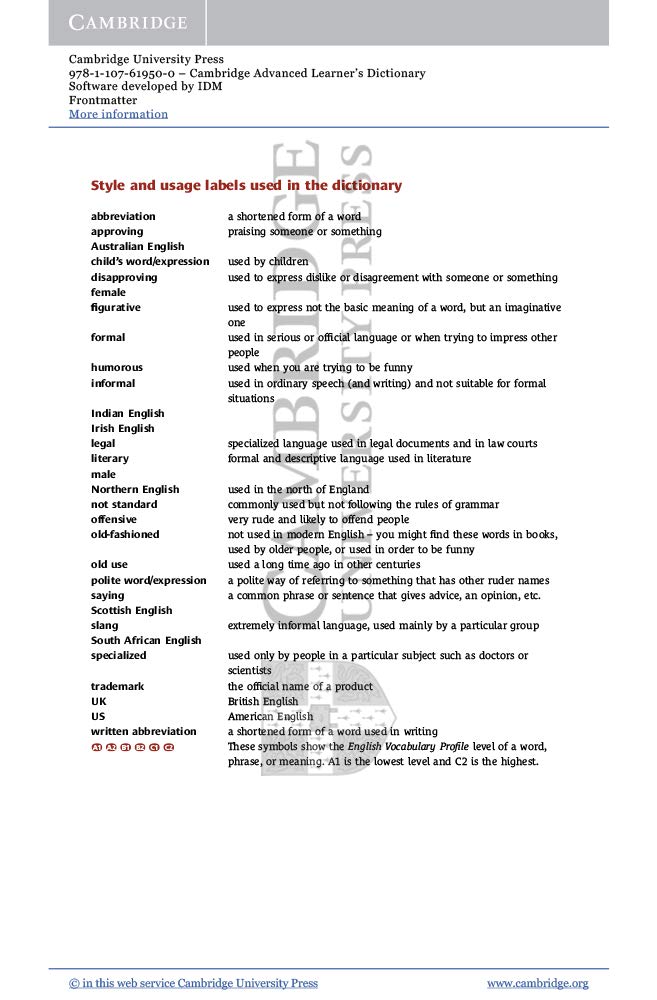 CAMBRIDGE
Cambridge University Press
978-1-107-61950-0 – Cambridge Advanced Learner's Dictionary
Software developed by IDM
Frontmatter
More information
CAMBRIDGE
UNIVERSITY PRESS
Style and usage labels used in the dictionary
abbreviation a shortened form of a word
approving praising someone or something
Australian English
child's word/expression used by children
disapproving used to express dislike or disagreement with someone or something
female
figurative used to express not the basic meaning of a word, but an imaginative
one
formal used in serious or official language or when trying to impress other
people
humorous used when you are trying to be funny
informal used in ordinary speech (and writing) and not suitable for formal
situations
Indian English
Irish English
legal specialized language used in legal documents and in law courts
literary formal and descriptive language used in literature
male
Northern English used in the north of England
not standard commonly used but not following the rules of grammar
offensive very rude and likely to offend people
old-fashioned not used in modern English – you might find these words in books,
used by older people, or used in order to be funny
old use used a long time ago in other centuries
polite word/expression a polite way of referring to something that has other ruder names
saying a common phrase or sentence that gives advice, an opinion, etc.
Scottish English
slang extremely informal language, used mainly by a particular group
South African English
specialized used only by people in a particular subject such as doctors or
scientists
trademark the official name of a product
UK British English
US American English
written abbreviation a shortened form of a word used in writing
A1 A2 B1 B2 C1 C2 These symbols show the English Vocabulary Profile level of a word,
phrase, or meaning. A1 is the lowest level and C2 is the highest.
© in this web service Cambridge University Press www.cambridge.org